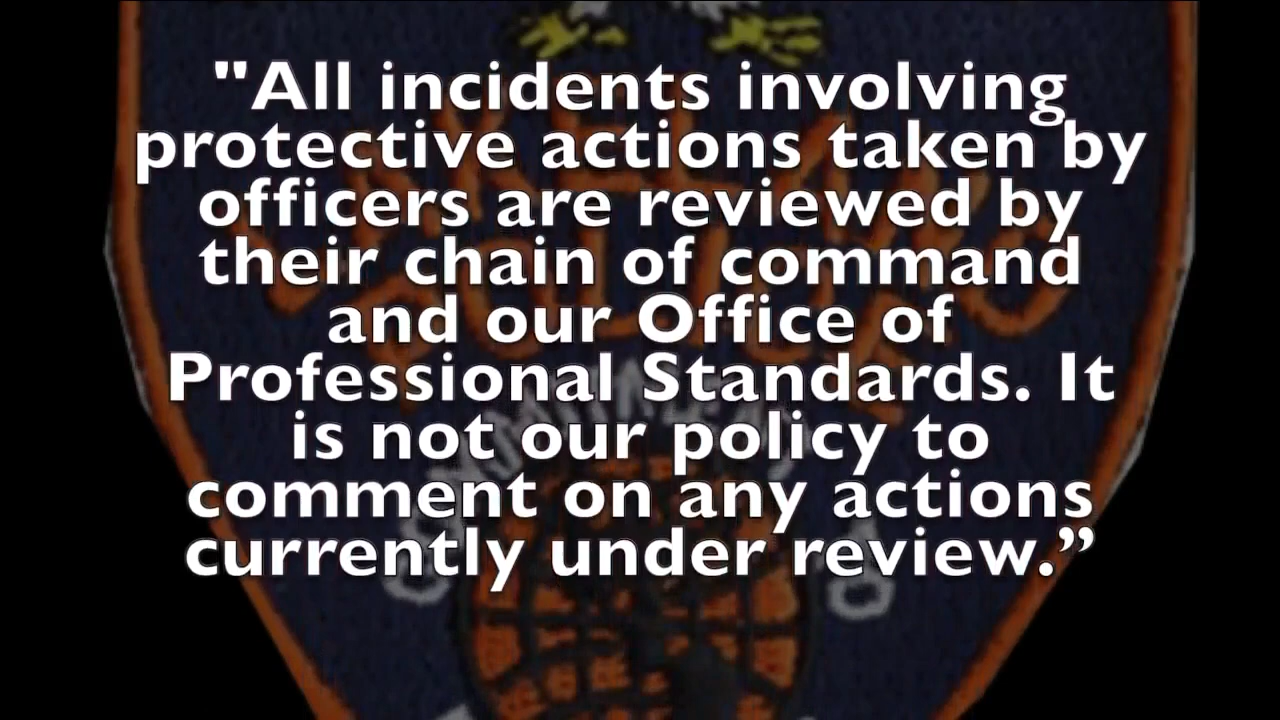 "All incidents involving
protective actions taken by
officers are reviewed by
their chain of command
and our Office of
Professional Standards. It
is not our policy to
comment on any actions
currently under review.”